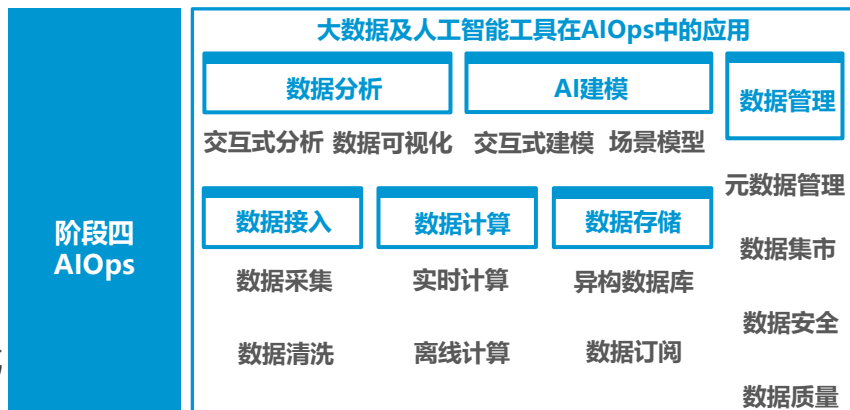 大数据及人工智能工具在AIOps中的应用
数据分析
AI建模
数据管理
交互式分析 数据可视化
交互式建模 场景模型
元数据管理
阶段四
AIOps
数据接入
数据计算
数据存储
数据集市
数据采集
实时计算
异构数据库
数据安全
数据清洗
离线计算
数据订阅
数据质量